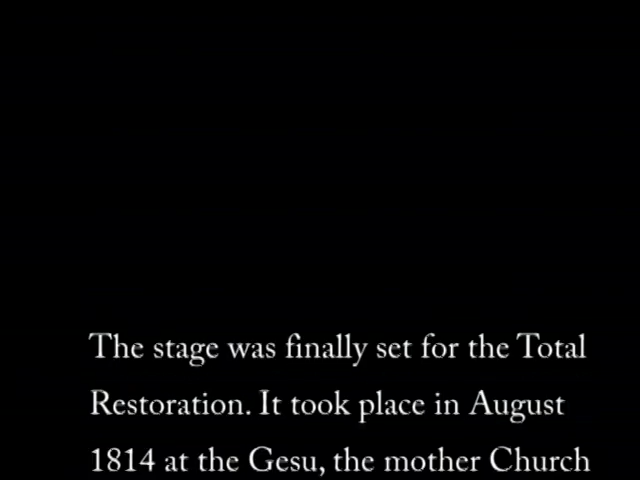 The stage was finally set for the Total
Restoration. It took place in August
1814 at the Gesu, the mother Church